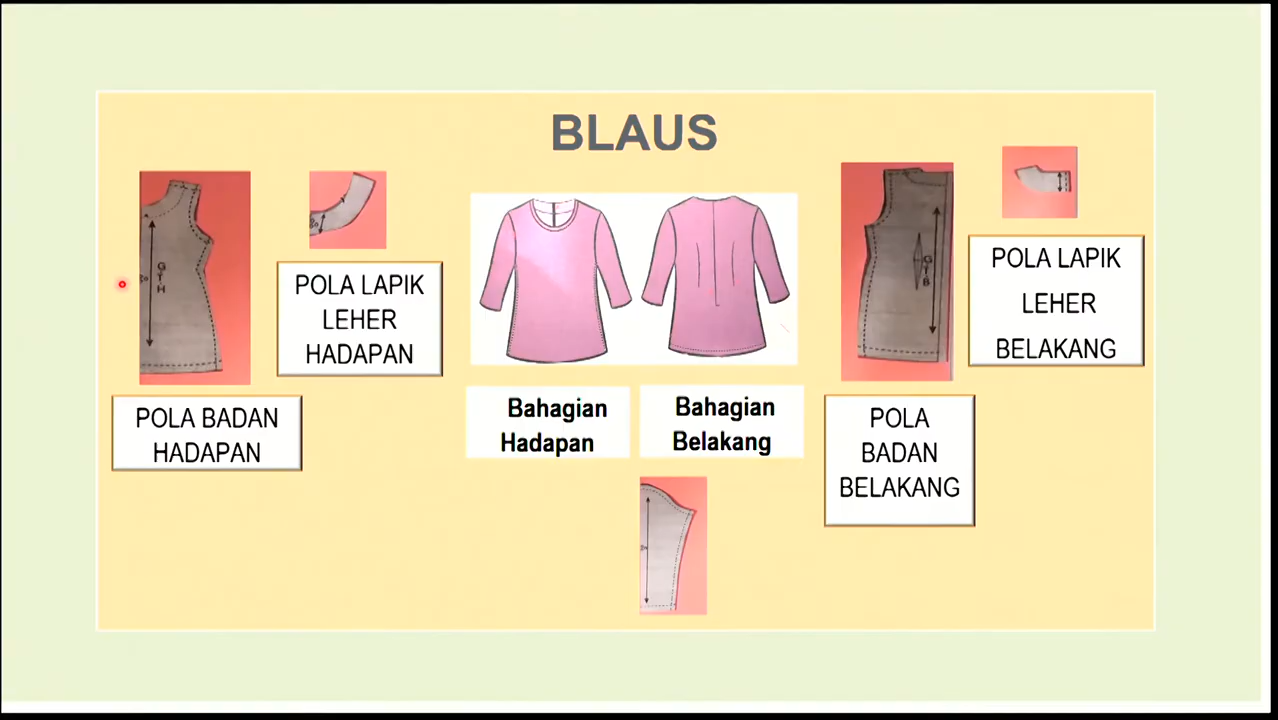 BLAUS
POLA BADAN
HADAPAN
POLA LAPIK
LEHER
HADAPAN
Bahagian
Hadapan
Bahagian
Belakang
POLA
BADAN
BELAKANG
POLA LAPIK
LEHER
BELAKANG
G
T
H
G
T
B